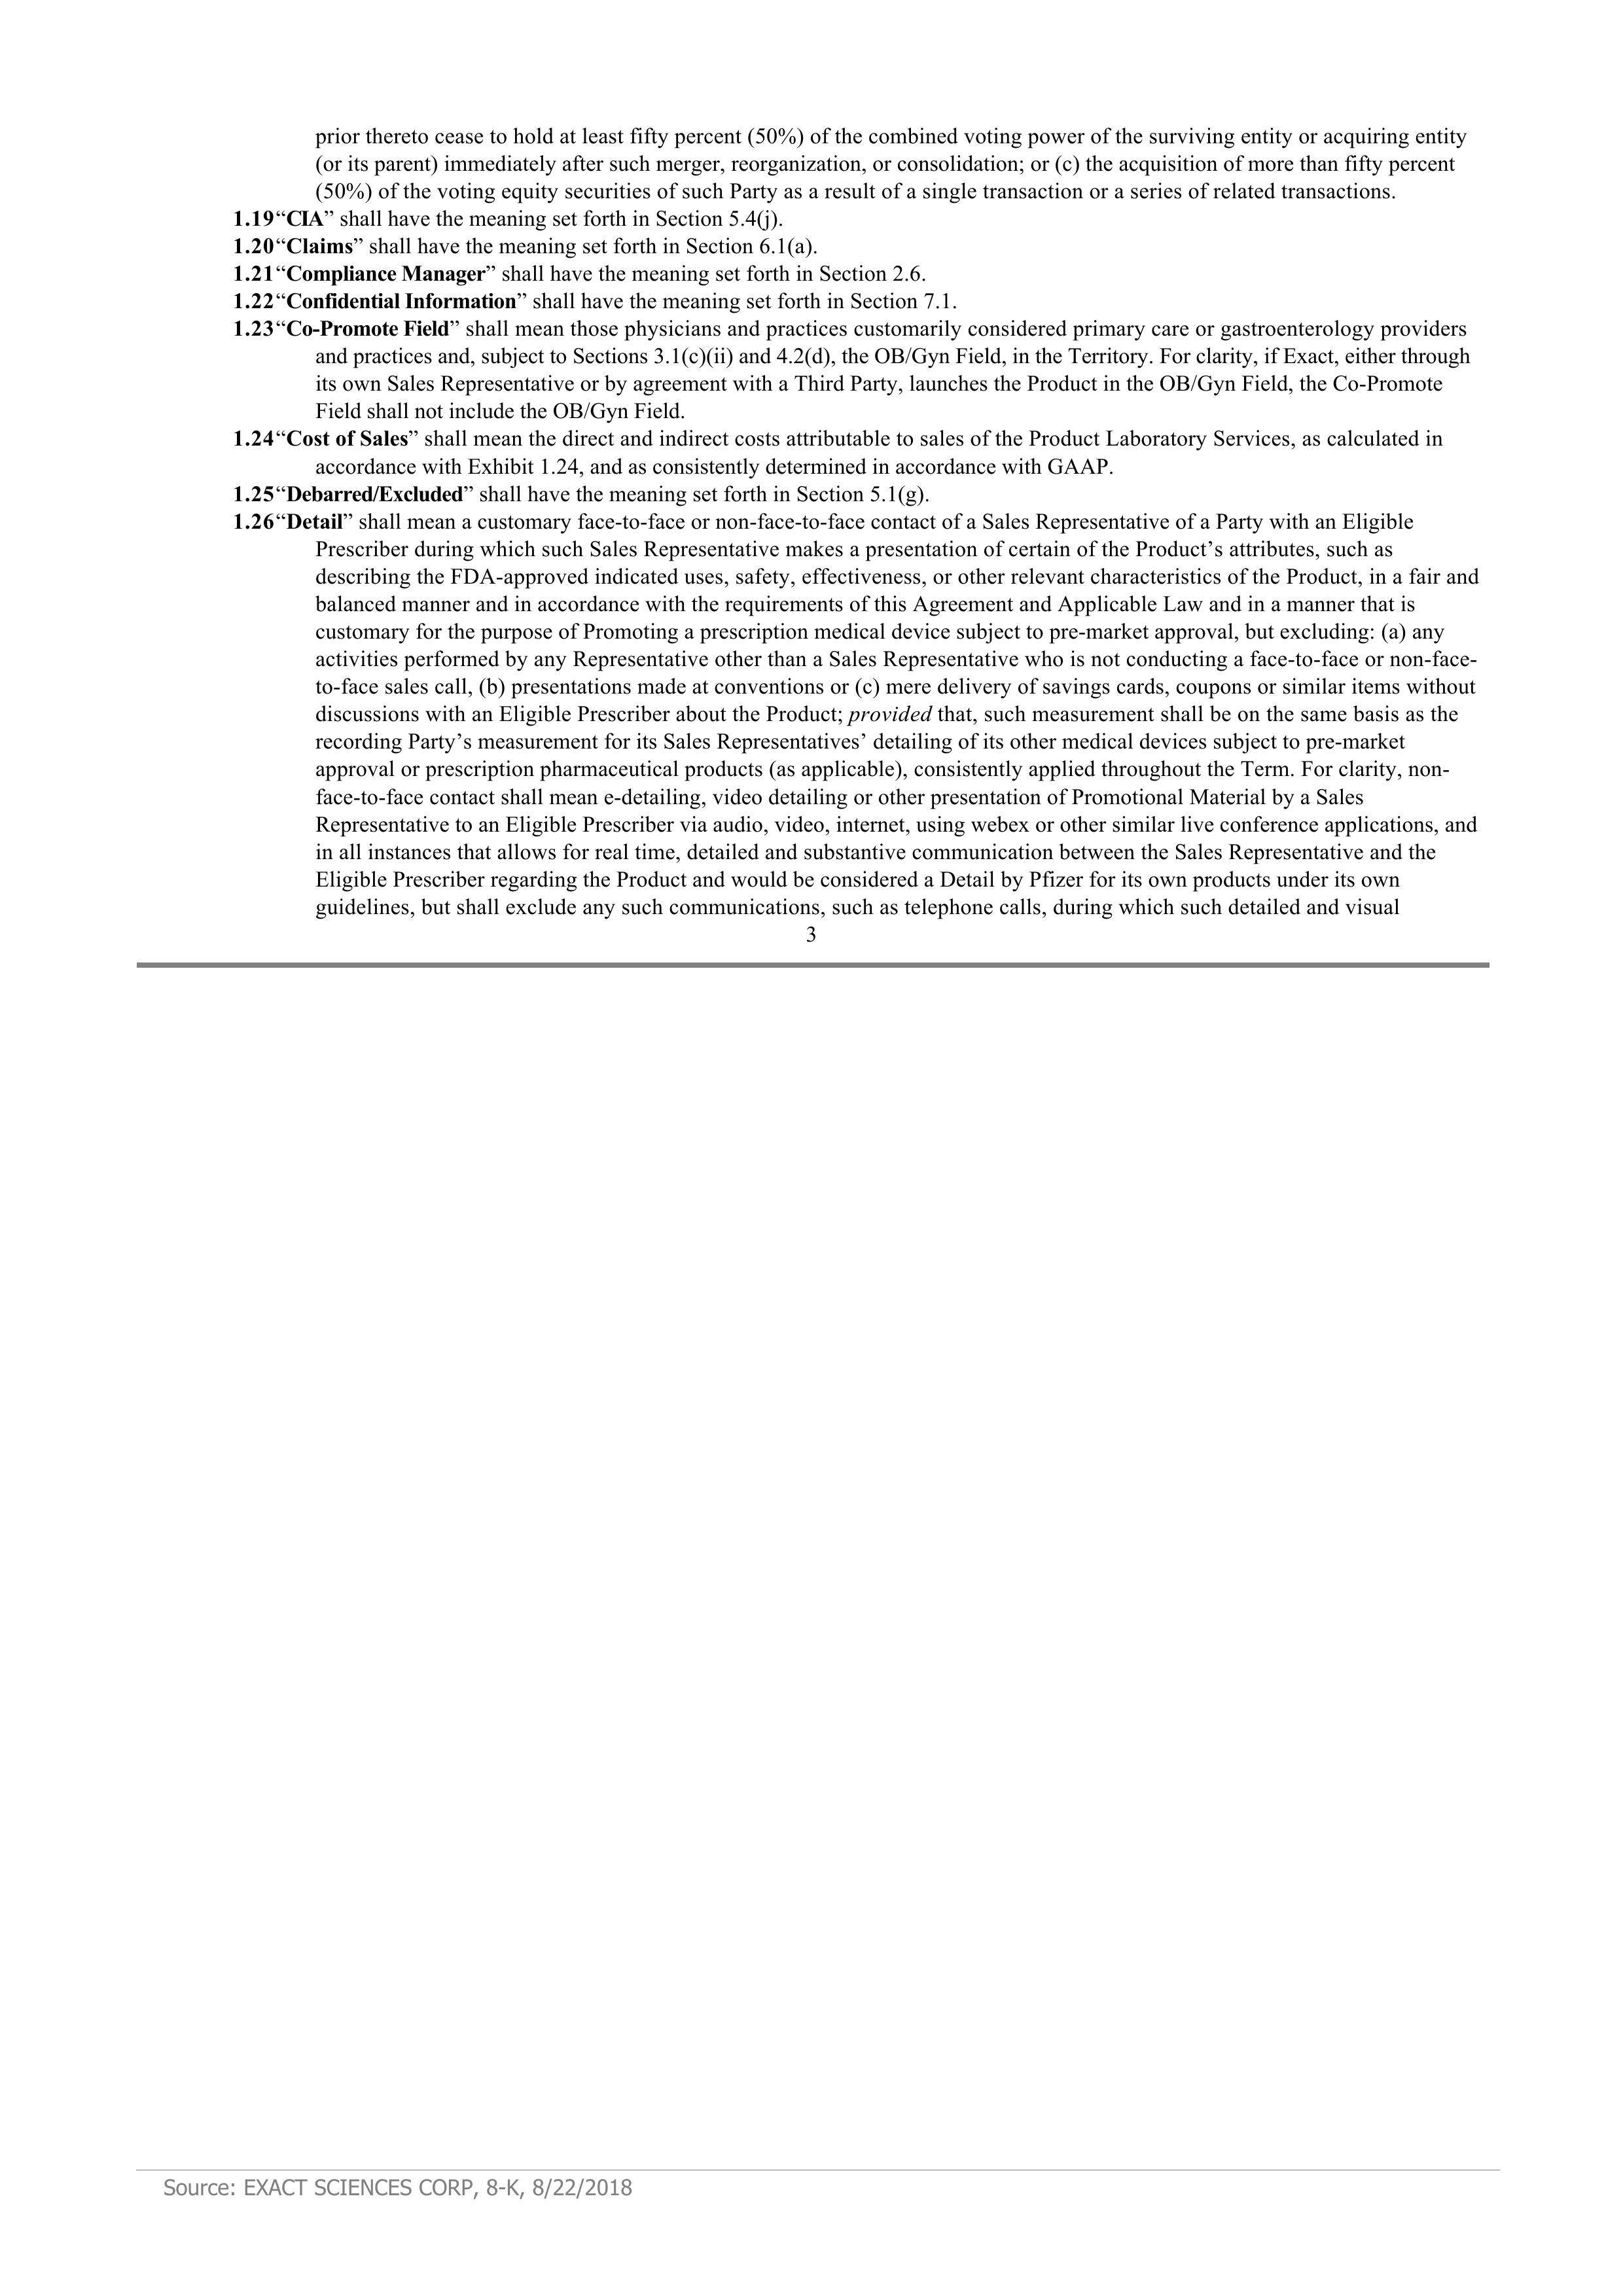 prior thereto cease to hold at least fifty percent (50%) of the combined voting power of the surviving entity or acquiring entity
(or its parent) immediately after such merger, reorganization, or consolidation; or (c) the acquisition of more than fifty percent
(50%) of the voting equity securities of such Party as a result of a single transaction or a series of related transactions.
1.19“CIA” shall have the meaning set forth in Section 5.4(j).
1.20“Claims” shall have the meaning set forth in Section 6.1(a).
1.21“Compliance Manager” shall have the meaning set forth in Section 2.6.
1.22“Confidential Information” shall have the meaning set forth in Section 7.1.
1.23“Co-Promote Field” shall mean those physicians and practices customarily considered primary care or gastroenterology providers
and practices and, subject to Sections 3.1(c)(ii) and 4.2(d), the OB/Gyn Field, in the Territory. For clarity, if Exact, either through
its own Sales Representative or by agreement with a Third Party, launches the Product in the OB/Gyn Field, the Co-Promote
Field shall not include the OB/Gyn Field.
1.24“Cost of Sales” shall mean the direct and indirect costs attributable to sales of the Product Laboratory Services, as calculated in
accordance with Exhibit 1.24, and as consistently determined in accordance with GAAP.
1.25“Debarred/Excluded” shall have the meaning set forth in Section 5.1(g).
1.26“Detail” shall mean a customary face-to-face or non-face-to-face contact of a Sales Representative of a Party with an Eligible
Prescriber during which such Sales Representative makes a presentation of certain of the Product’s attributes, such as
describing the FDA-approved indicated uses, safety, effectiveness, or other relevant characteristics of the Product, in a fair and
balanced manner and in accordance with the requirements of this Agreement and Applicable Law and in a manner that is
customary for the purpose of Promoting a prescription medical device subject to pre-market approval, but excluding: (a) any
activities performed by any Representative other than a Sales Representative who is not conducting a face-to-face or non-face-
to-face sales call, (b) presentations made at conventions or (c) mere delivery of savings cards, coupons or similar items without
discussions with an Eligible Prescriber about the Product; provided that, such measurement shall be on the same basis as the
recording Party’s measurement for its Sales Representatives’ detailing of its other medical devices subject to pre-market
approval or prescription pharmaceutical products (as applicable), consistently applied throughout the Term. For clarity, non-
face-to-face contact shall mean e-detailing, video detailing or other presentation of Promotional Material by a Sales
Representative to an Eligible Prescriber via audio, video, internet, using webex or other similar live conference applications, and
in all instances that allows for real time, detailed and substantive communication between the Sales Representative and the
Eligible Prescriber regarding the Product and would be considered a Detail by Pfizer for its own products under its own
guidelines, but shall exclude any such communications, such as telephone calls, during which such detailed and visual
3
Source: EXACT SCIENCES CORP, 8-K, 8/22/2018